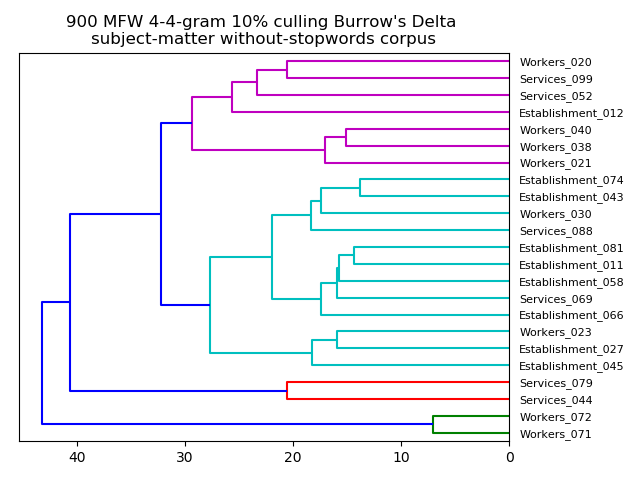 900 MFW 4-4-gram 10% culling Burrow's Delta
subject-matter without-stopwords corpus
Workers_020
Services_099
Services_052
Establishment_012
Workers_040
Workers_038
Workers_021
Establishment_074
Establishment_043
Workers_030
Services_088
Establishment_081
Establishment_011
Establishment_058
Services_069
Establishment_066
Workers_023
Establishment_027
Establishment_045
Services_079
Services_044
Workers_072
Workers_071
40 30 20 10 0